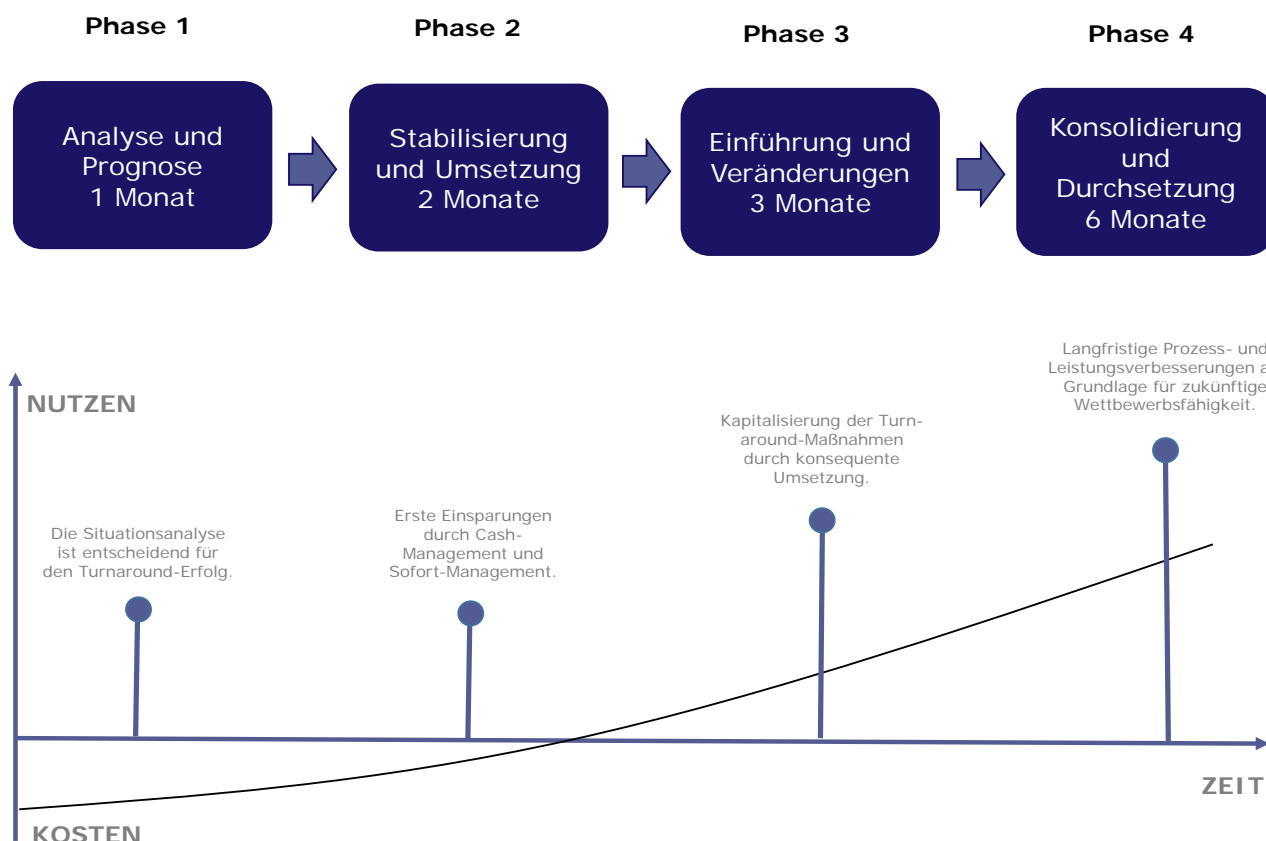 Phase 1
Phase 2
Phase 3
Phase 4
Analyse und
Prognose
1 Monat
Stabilisierung
und Umsetzung
2 Monate
Einführung und
Veränderungen
3 Monate
Konsolidierung
und
Durchsetzung
6 Monate
NUTZEN
Die Situationsanalyse
ist entscheidend für
den Turnaround-Erfolg.
Erste Einsparungen
durch Cash-
Management und
Sofort-Management.
Kapitalisierung der Turn-
around-Maßnahmen
durch konsequente
Umsetzung.
Langfristige Prozess- und
Leistungsverbesserungen
Grundlage für zukünftige
Wettbewerbsfähigkeit.
ZEIT
KOSTEN